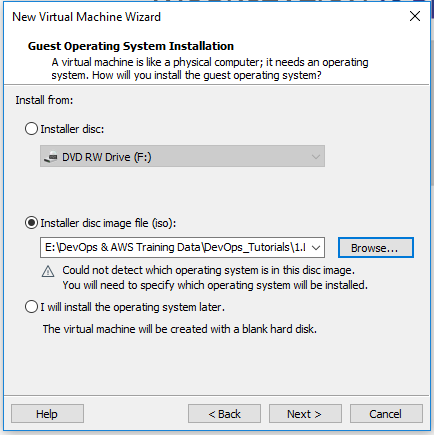 New Virtual Machine Wizard
Guest Operating System Installation
A virtual machine is like a physical computer; it needs an operating
system. How will you install the guest operating system?
Install from:
Installer disc:
DVD RW Drive (F:)
Installer disc image file (iso):
E:\DevOps & AWS Training Data\DevOps_Tutorials\1. Browse...
Could not detect which operating system is in this disc image.
You will need to specify which operating system will be installed.
I will install the operating system later.
The virtual machine will be created with a blank hard disk.
Help < Back Next > Cancel